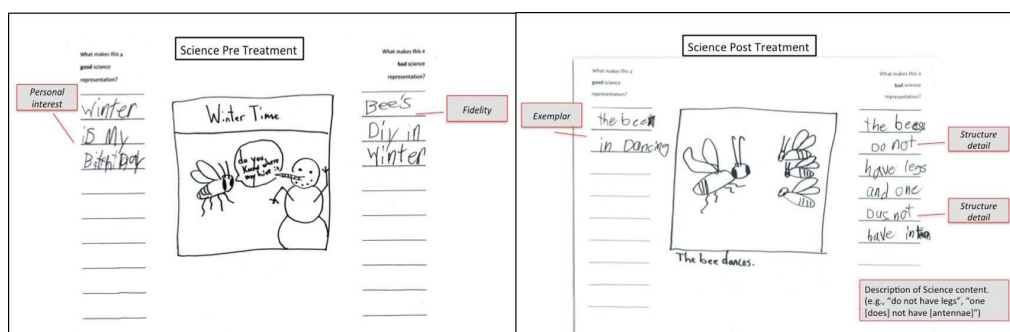 Science Pre Treatment
What makes this a
good science
representation?
Personal
interest
Winter
is My
Winter Time
do you
Know where
my hive is
What makes this a
bad science
representation?
Bee's
Diy in
Winter
Fidelity
Science Post Treatment
What makes this a
good science
representation?
Exemplar
the bee
in Dancing
The bee dances.
What makes this a
bad science
representation?
the bees
Do not
have legs
and one
Dus not
have
Structure
detail
Structure
detail
Description of Science content.
(e.g., "do not have legs", "one
[does] not have [antennae]")